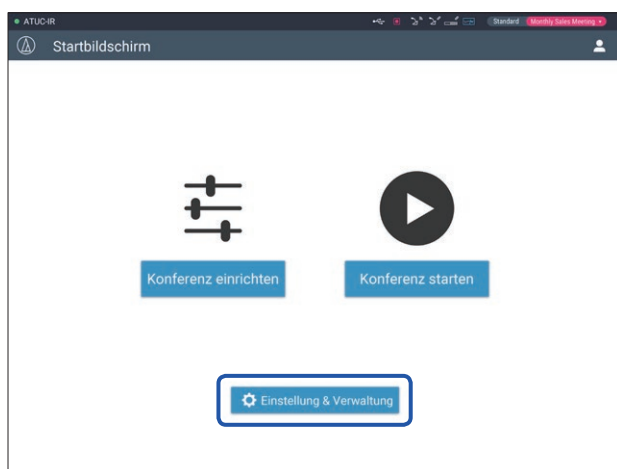 ATUC-IR
Standard
Monthly Sales Meeting
Startbildschirm
Konferenz einrichten
Konferenz starten
Einstellung & Verwaltung